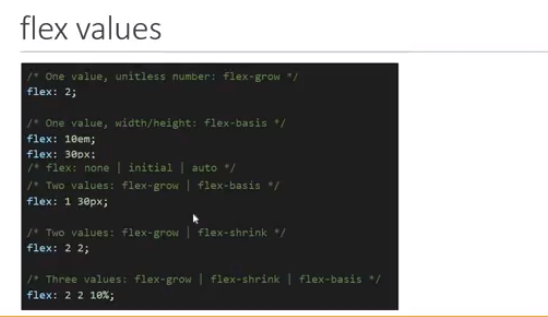 flex values
/* One value, unitless number: flex-grow */
flex: 2;
/* One value, width/height: flex-basis */
flex: 10em;
flex: 30px;
/* flex: none | initial | auto */
/* Two values: flex-grow | flex-basis */
flex: 1 30px;
/* Two values: flex-grow | flex-shrink */
flex: 2 2;
/* Three values: flex-grow | flex-shrink | flex-basis */
flex: 2 2 10%;